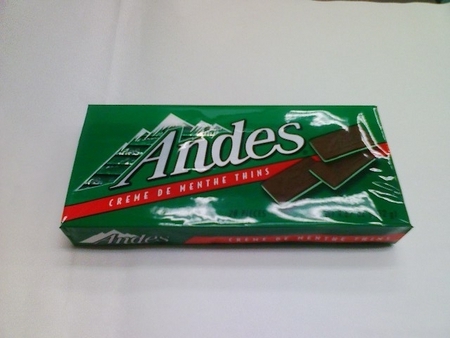 Andes
CREME DE MENTHE THINS
Andes
CREME DE MENTHE THINS